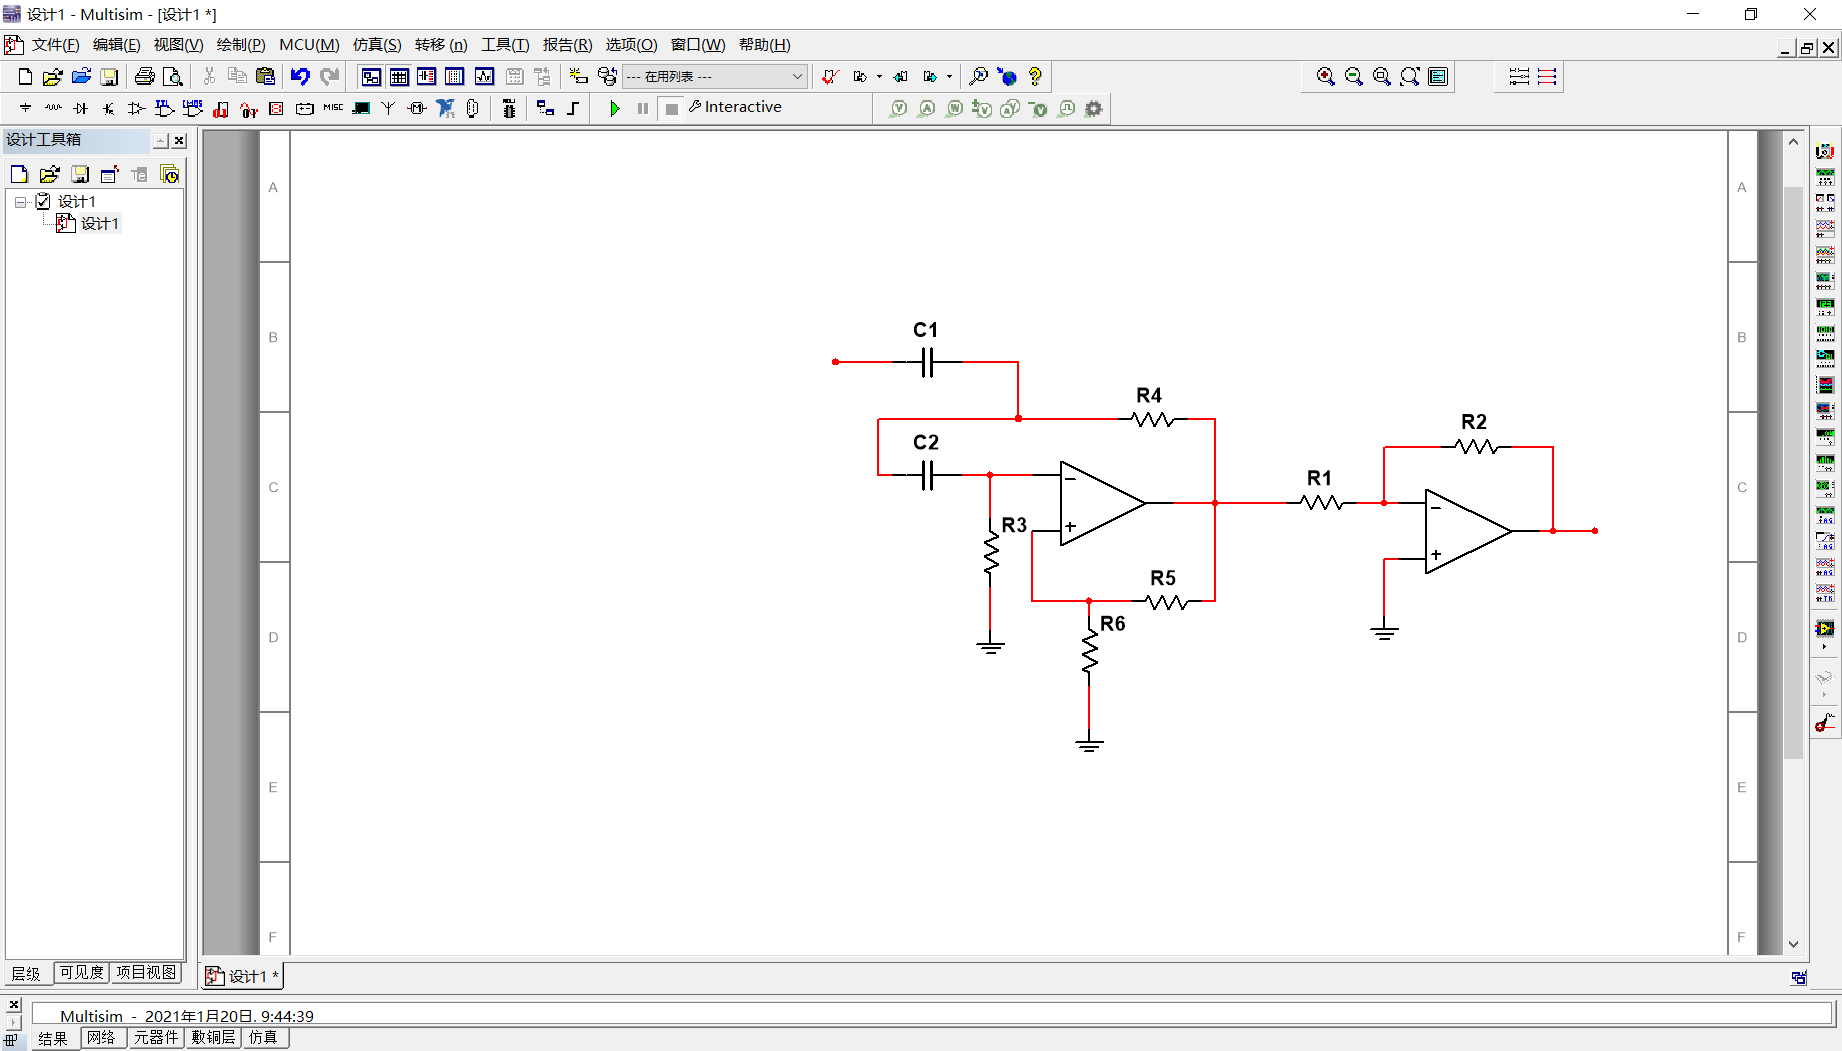 设计1 - Multisim - [设计1 *]
文件(F) 编辑(E) 视图(V) 绘制(P) MCU(M) 仿真(S) 转移 (n) 工具(T) 报告(R) 选项(O) 窗口(W) 帮助(H)
--- 在用列表 ---
MISC Interactive
设计工具箱
设计1
设计1
A A
B B
C C
D D
E E
F F
C1
R4
C2
R2
R1
R3
R5
R6
层级 可见度 项目视图
设计1 *
Multisim - 2021年1月20日. 9:44:39
结果 网络 元器件 敷铜层 仿真